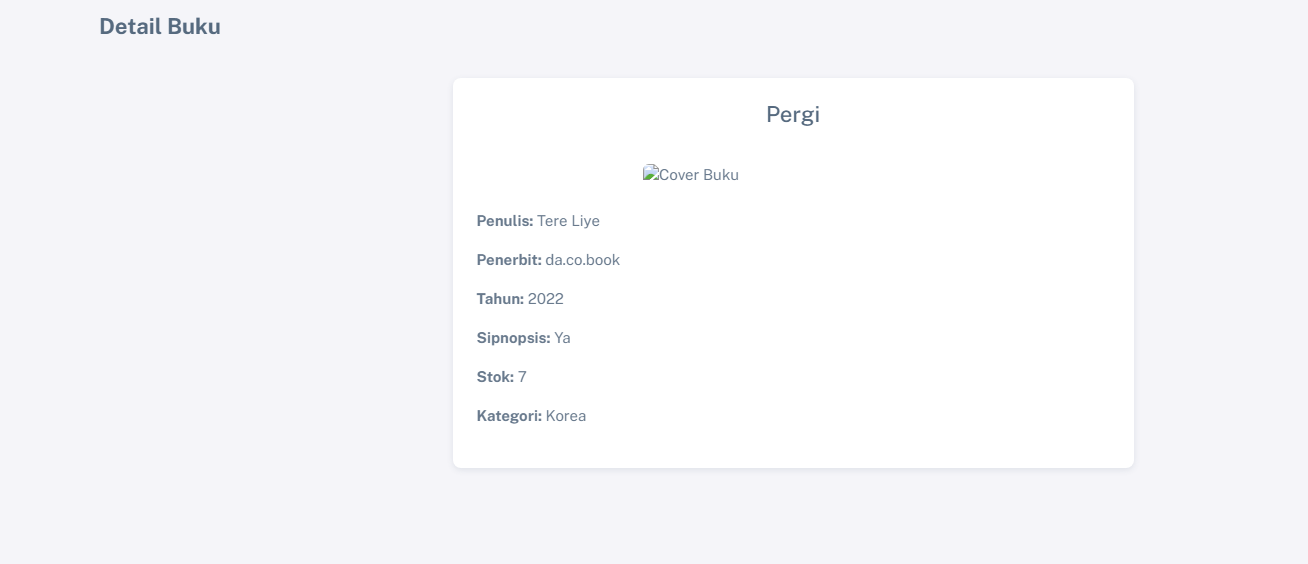 Detail Buku
Pergi
Cover Buku
Penulis: Tere Liye
Penerbit: da.co.book
Tahun: 2022
Sipnopsis: Ya
Stok: 7
Kategori: Korea